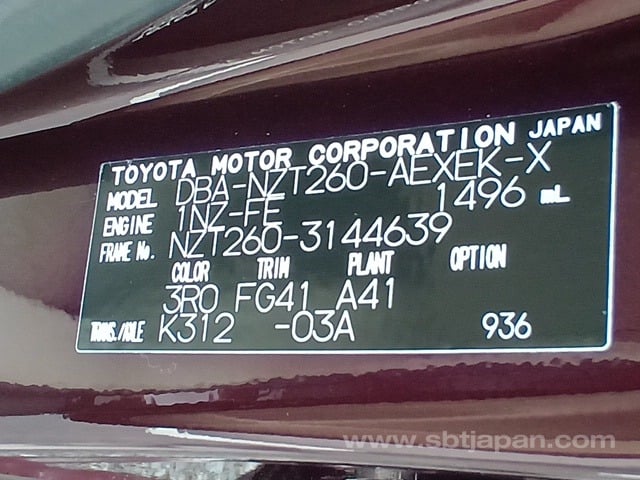 TOYOTA MOTOR CORPORATION JAPAN
MODEL DBA-NZT260-AEXEK-X
ENGINE 1NZ-FE 1496 mL
FRAME No. NZT260-3144639
COLOR TRIM PLANT OPTION
3R0 FG41 A41
TRANS./AXLE K312 -03A 936
www.sbtjapan.com